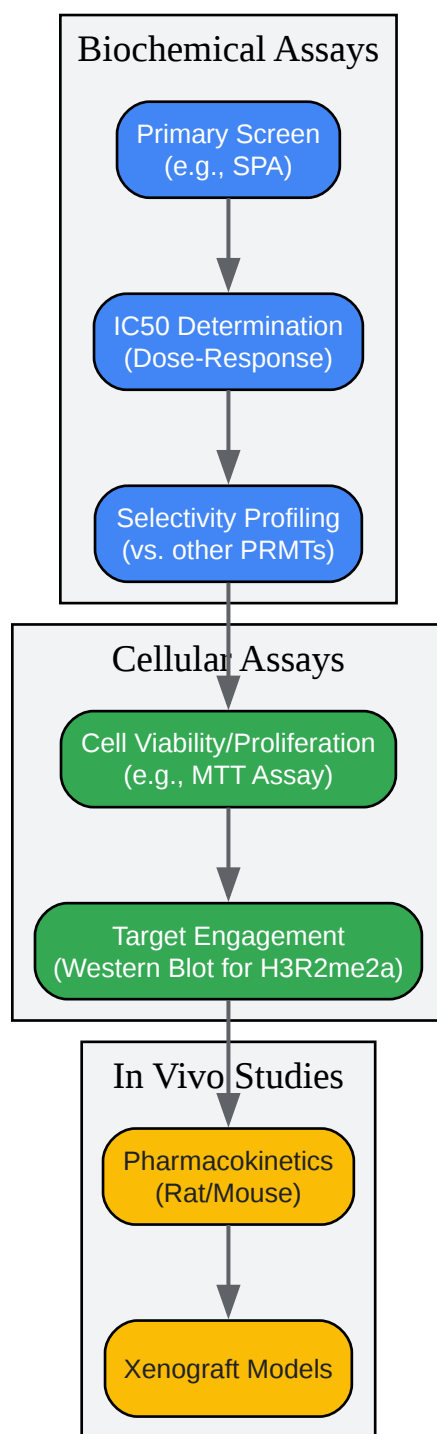 Biochemical Assays
Primary Screen
(e.g., SPA)
IC50 Determination
(Dose-Response)
Selectivity Profiling
(vs. other PRMTs)
Cellular Assays
Cell Viability/Proliferation
(e.g., MTT Assay)
Target Engagement
(Western Blot for H3R2me2a)
In Vivo Studies
Pharmacokinetics
(Rat/Mouse)
Xenograft Models